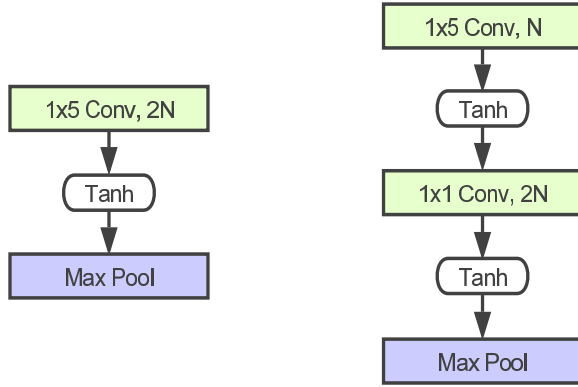 1x5 Conv, 2N
Tanh
Max Pool
1x5 Conv, N
Tanh
1x1 Conv, 2N
Tanh
Max Pool